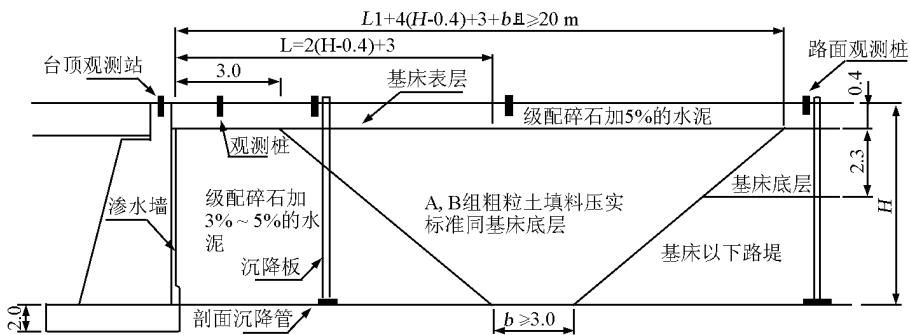 L1+4(H-0.4)+3+b且≥20 m
L=2(H-0.4)+3
3.0
台顶观测站
基床表层
路面观测桩
0.4
级配碎石加5%的水泥
观测桩
2.3
渗水墙
级配碎石加
3%~5%的水
泥
A, B组粗粒土填料压实
标准同基床底层
基床底层
H
沉降板
基床以下路堤
2.0
剖面沉降管
b≥3.0